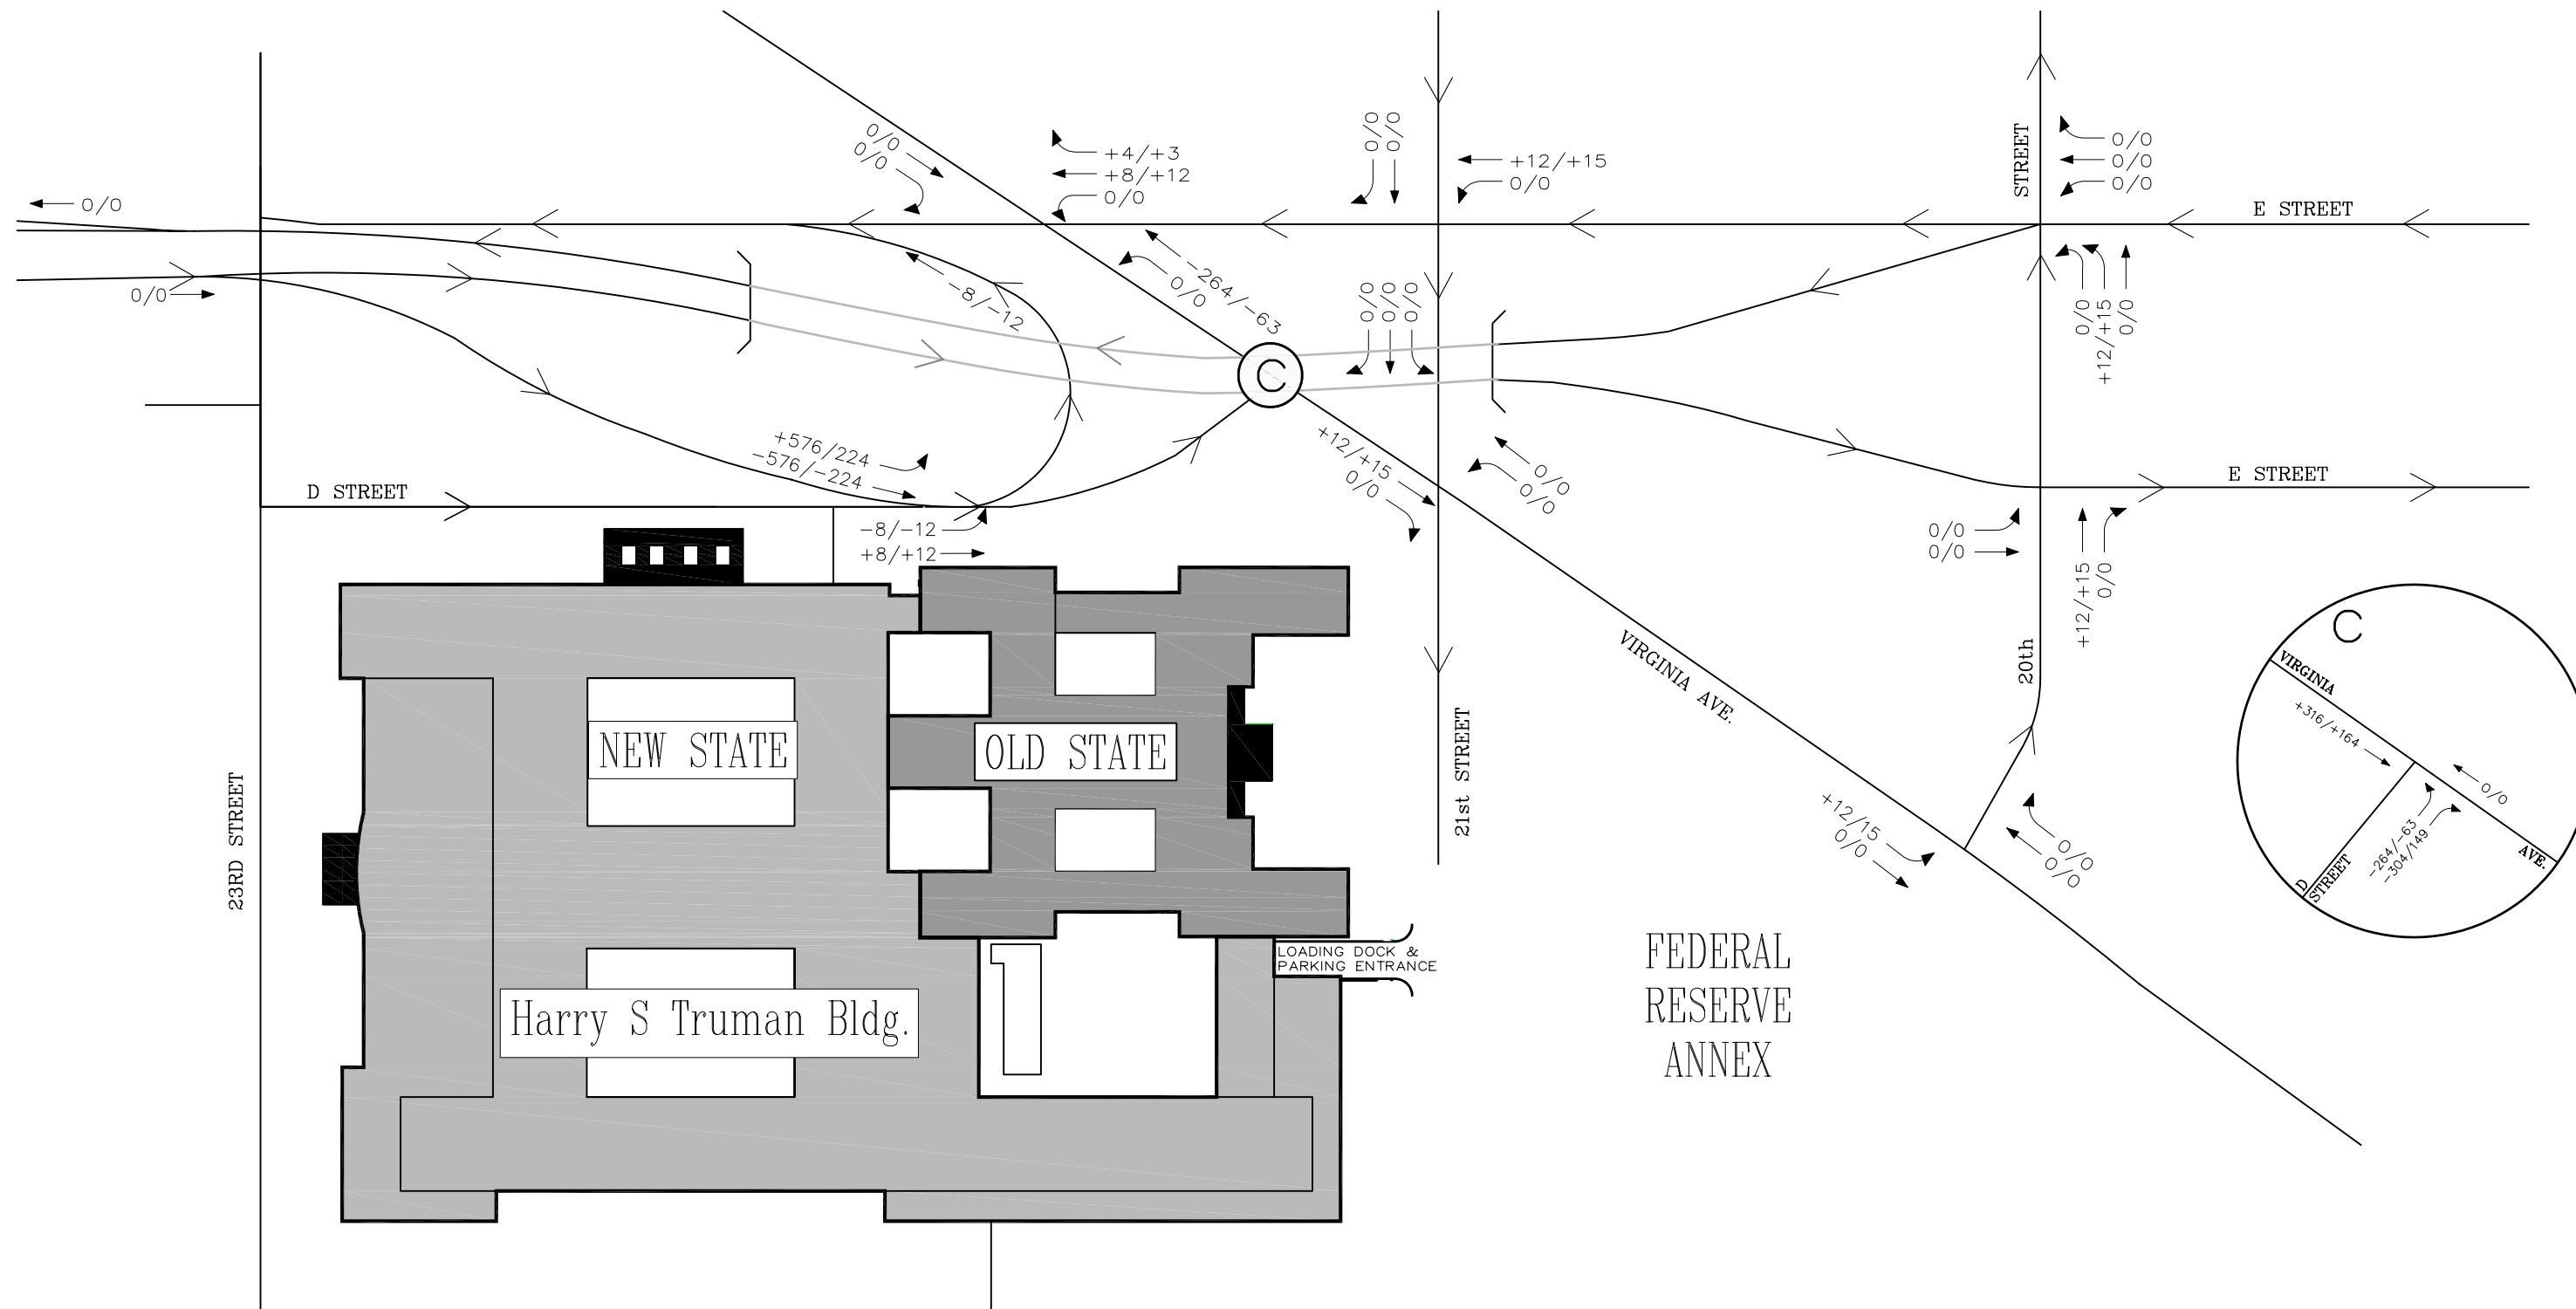 0/0
0/0
0/0
+4/+3
+8/+12
0/0
0/0
0/0
+12/+15
0/0
STREET
0/0
0/0
0/0
E STREET
0/0
-8/-12
-264/-63
0/0
0/0
0/0
0/0
0/0
+12/+15
0/0
C
+576/224
-576/-224
+12/+15
0/0
0/0
0/0
E STREET
D STREET
-8/-12
+8/+12
0/0
0/0
+12/+15
0/0
VIRGINIA AVE.
20th
C
VIRGINIA
+316/+164
0/0
-264/-63
-304/149
AVE.
D
STREET
NEW STATE
OLD STATE
21st STREET
23RD STREET
+12/15
0/0
0/0
0/0
LOADING DOCK &
PARKING ENTRANCE
FEDERAL
RESERVE
ANNEX
Harry S Truman Bldg.